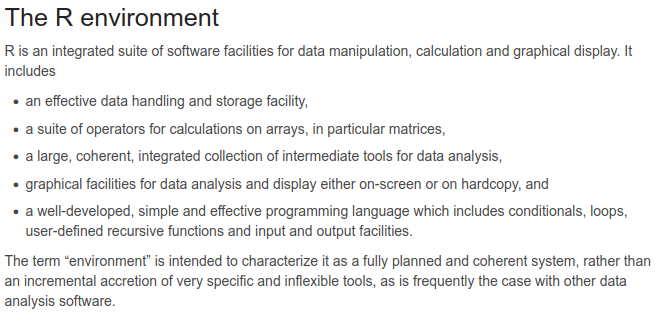 The R environment
R is an integrated suite of software facilities for data manipulation, calculation and graphical display. It
includes
• an effective data handling and storage facility,
• a suite of operators for calculations on arrays, in particular matrices,
• a large, coherent, integrated collection of intermediate tools for data analysis,
• graphical facilities for data analysis and display either on-screen or on hardcopy, and
• a well-developed, simple and effective programming language which includes conditionals, loops,
user-defined recursive functions and input and output facilities.
The term “environment” is intended to characterize it as a fully planned and coherent system, rather than
an incremental accretion of very specific and inflexible tools, as is frequently the case with other data
analysis software.